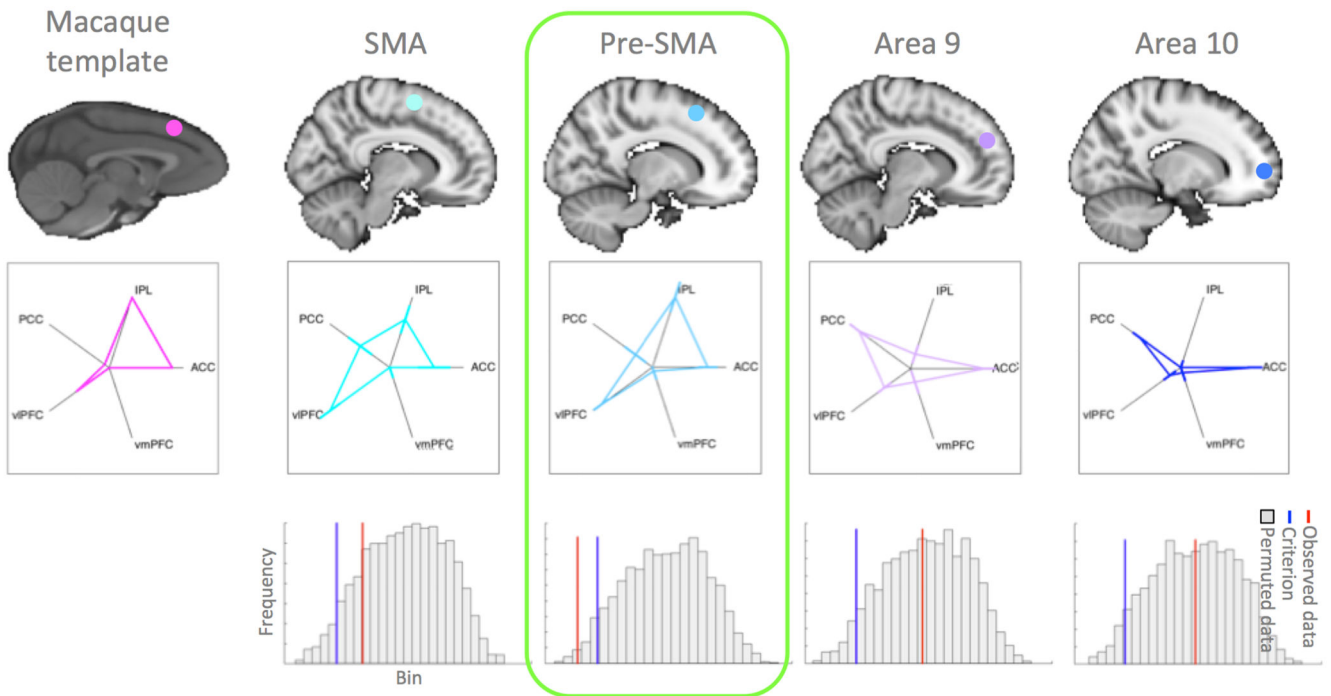 Macaque
template
SMA
Pre-SMA
Area 9
Area 10
IPL
PCC
ACC
vlPFC
vmPFC
IPL
PCC
ACC
vlPFC
IPL
PCC
ACC
vlPFC
vmPFC
IPL
PCC
ACC
vlPFC
vmPFC
IPL
PCC
ACC
vlPFC
vmPFC
Frequency
Bin
Observed data
Criterion
Permuted data